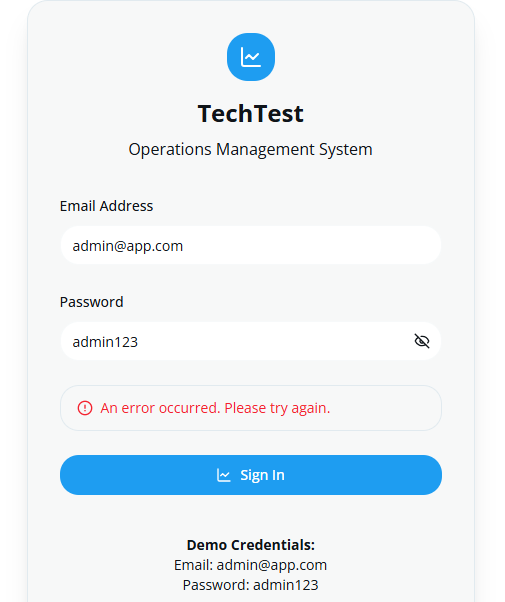 TechTest
Operations Management System
Email Address
admin@app.com
Password
admin123
An error occurred. Please try again.
Sign In
Demo Credentials:
Email: admin@app.com
Password: admin123